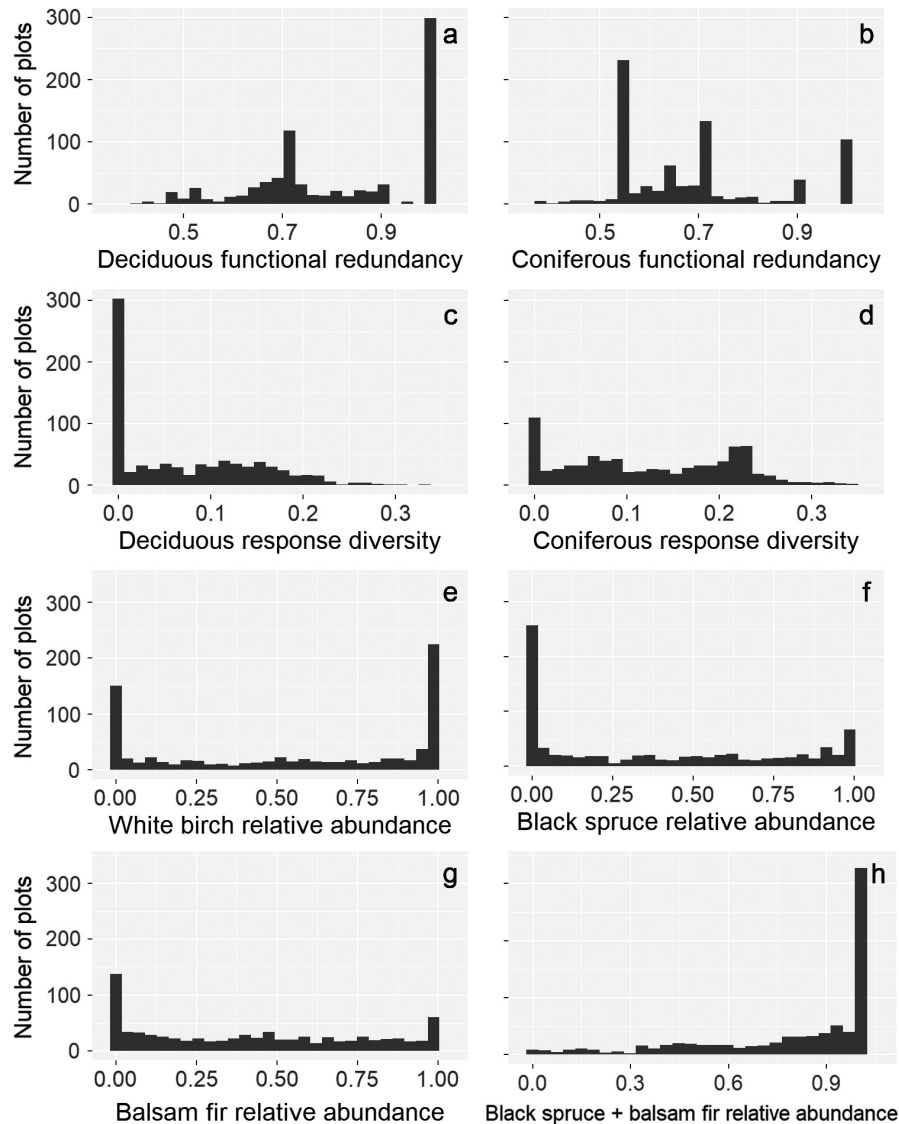 a
b
Number of plots
300
200
100
0
0.5 0.7 0.9
0.5 0.7 0.9
Deciduous functional redundancy
Coniferous functional redundancy
c
d
Number of plots
300
200
100
0
0.0 0.1 0.2 0.3
0.0 0.1 0.2 0.3
Deciduous response diversity
Coniferous response diversity
e
f
Number of plots
300
200
100
0
0.00 0.25 0.50 0.75 1.00
0.00 0.25 0.50 0.75 1.00
White birch relative abundance
Black spruce relative abundance
g
h
Number of plots
300
200
100
0
0.00 0.25 0.50 0.75 1.00
0.0 0.3 0.6 0.9
Balsam fir relative abundance
Black spruce + balsam fir relative abundance